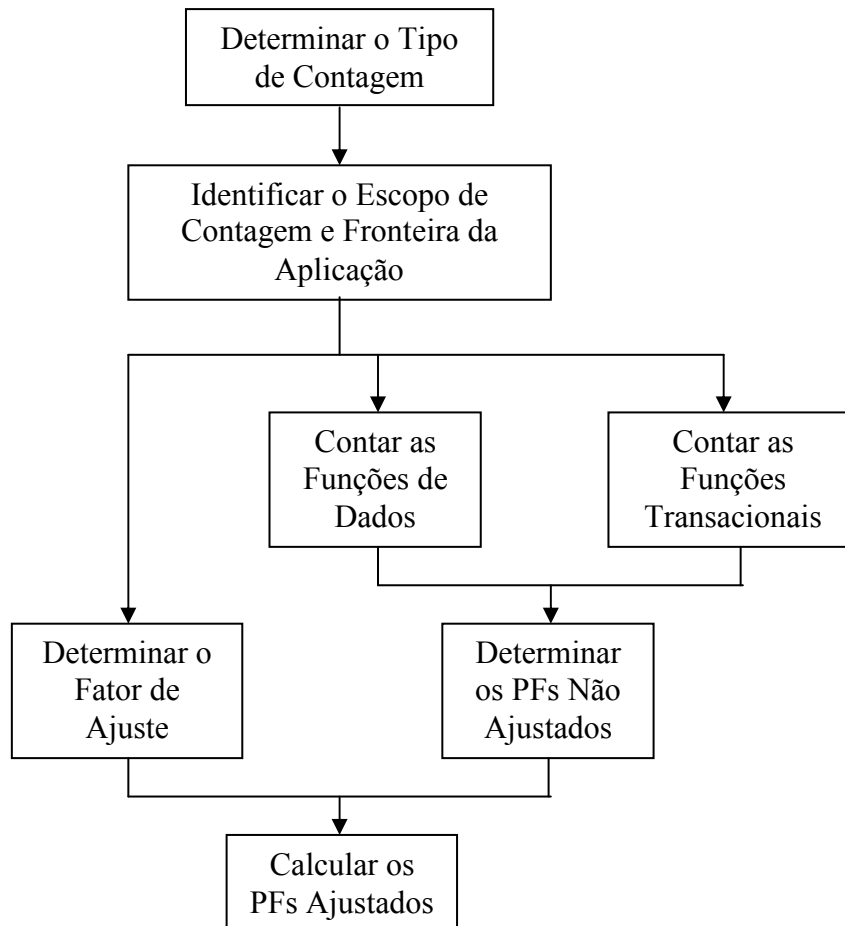 Determinar o Tipo
de Contagem
Identificar o Escopo de
Contagem e Fronteira da
Aplicação
Contar as
Funções de
Dados
Contar as
Funções
Transacionais
Determinar o
Fator de
Ajuste
Determinar
os PFs Não
Ajustados
Calcular os
PFs Ajustados